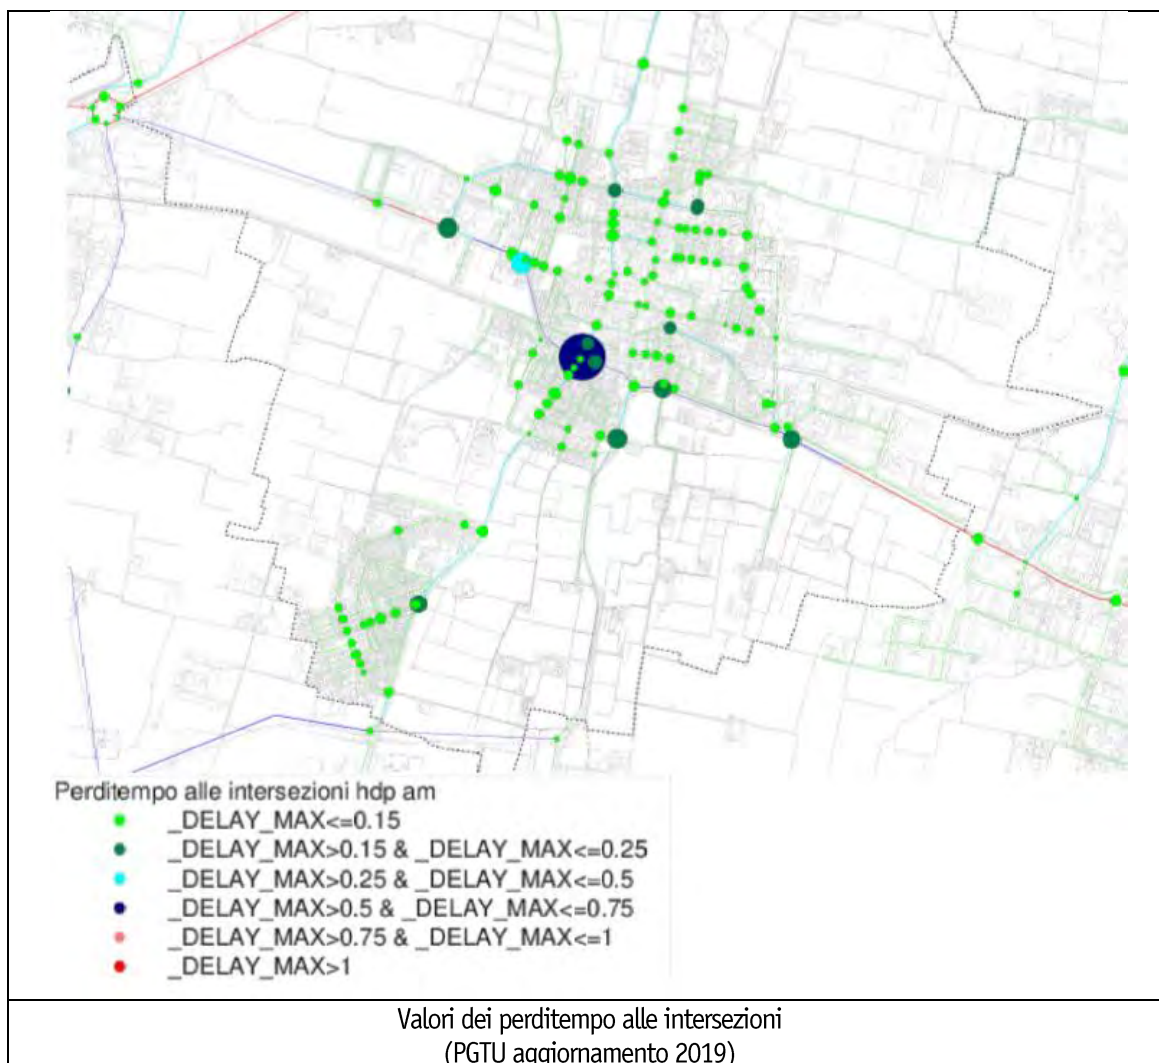 Perditempo alle intersezioni hdp am
_DELAY_MAX<=0.15
_DELAY_MAX>0.15 & _DELAY_MAX<=0.25
_DELAY_MAX>0.25 & _DELAY_MAX<=0.5
_DELAY_MAX>0.5 & _DELAY_MAX<=0.75
_DELAY_MAX>0.75 & _DELAY_MAX<=1
_DELAY_MAX>1
Valori dei perditempo alle intersezioni
(PGTU aggiornamento 2019)